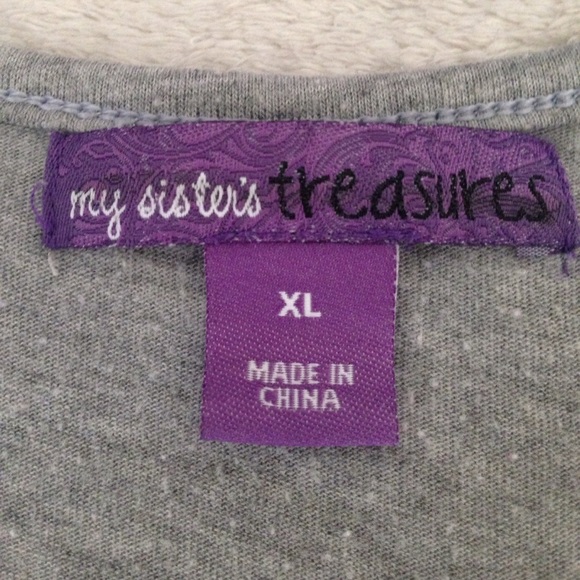 my sister's treasures
XL
MADE IN
CHINA